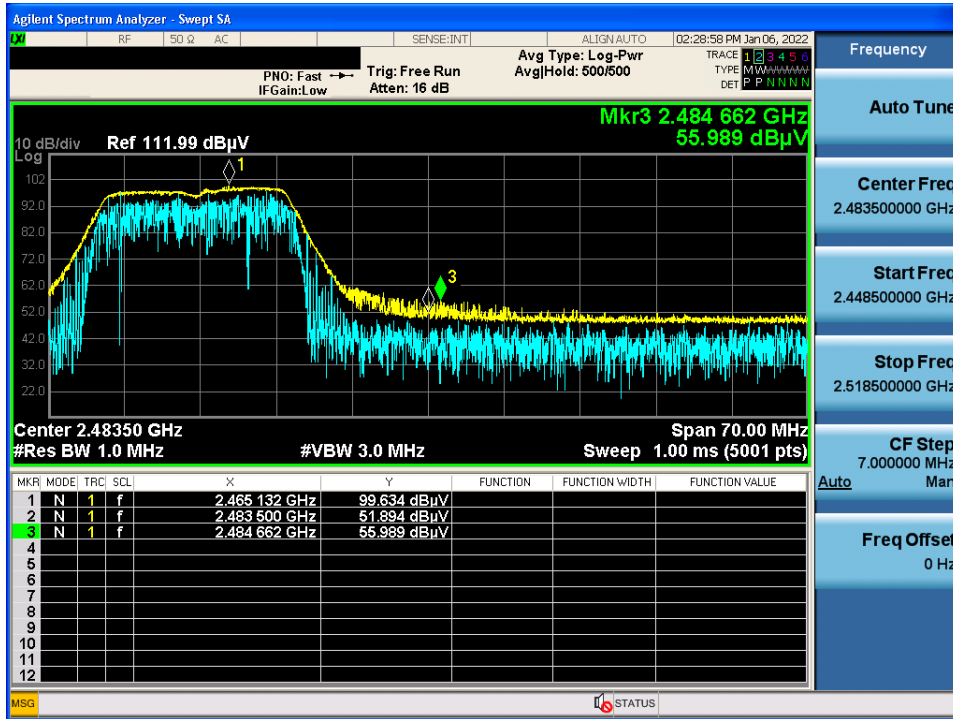 Agilent Spectrum Analyzer - Swept SA
LXI RF 50 Ω AC SENSE:INT ALIGN AUTO 02:28:58 PM Jan 06, 2022
Frequency
PNO: Fast
IFGain:Low
Trig: Free Run
Atten: 16 dB
Avg Type: Log-Pwr
Avg|Hold: 500/500
TRACE 1 2 3 4 5 6
TYPE M W W W W W
DET P P N N N N
Auto Tune
Mkr3 2.484 662 GHz
55.989 dBµV
10 dB/div Ref 111.99 dBµV
Log
102
92.0
82.0
72.0
62.0
52.0
42.0
32.0
22.0
1
3
Center Freq
2.483500000 GHz
Start Freq
2.448500000 GHz
Stop Freq
2.518500000 GHz
Center 2.48350 GHz Span 70.00 MHz
#Res BW 1.0 MHz #VBW 3.0 MHz Sweep 1.00 ms (5001 pts)
CF Step
7.000000 MHz
Auto Man
MKR MODE TRC SCL X Y FUNCTION FUNCTION WIDTH FUNCTION VALUE
1 N 1 f 2.465 132 GHz 99.634 dBµV
2 N 1 f 2.483 500 GHz 51.894 dBµV
3 N 1 f 2.484 662 GHz 55.989 dBµV
4
5
6
7
8
9
10
11
12
Freq Offset
0 Hz
MSG STATUS